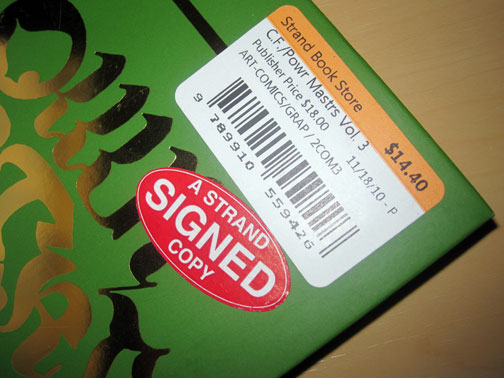 Strand Book Store
$14.40
C.F./Powr Mastrs Vol. 3
Publisher Price $18.00 11/18/10 - P
ART-COMICS/GRAP / 2COM3
9 789910 559426
A STRAND
SIGNED
COPY